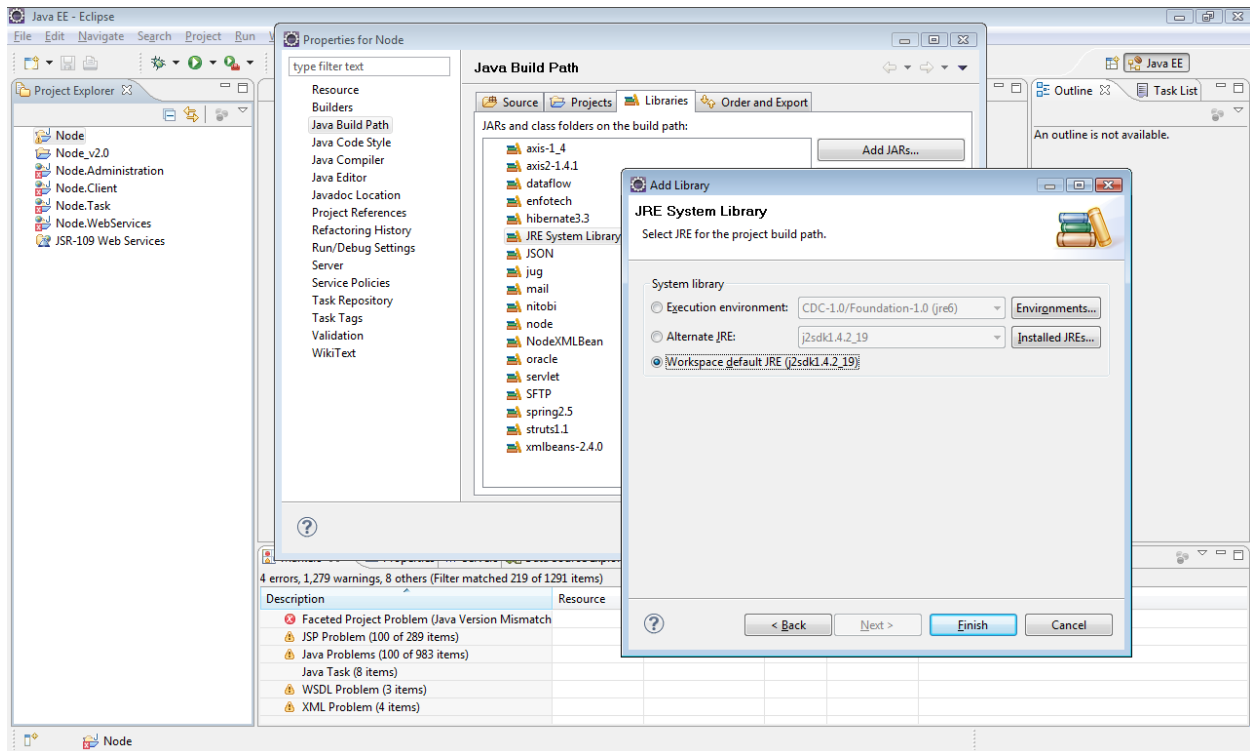 Java EE - Eclipse
File Edit Navigate Search Project Run
Java EE
Project Explorer
Node
Node_v2.0
Node.Administration
Node.Client
Node.Task
Node.WebServices
JSR-109 Web Services
Properties for Node
type filter text
Resource
Builders
Java Build Path
Java Code Style
Java Compiler
Java Editor
Javadoc Location
Project References
Refactoring History
Run/Debug Settings
Server
Service Policies
Task Repository
Task Tags
Validation
WikiText
Java Build Path
Source Projects Libraries Order and Export
JARs and class folders on the build path:
axis-1_4
axis2-1.4.1
dataflow
enfotech
hibernate3.3
JRE System Library
JSON
jug
mail
nitobi
node
NodeXMLBean
oracle
servlet
SFTP
spring2.5
struts1.1
xmlbeans-2.4.0
Add JARs...
Add Library
JRE System Library
Select JRE for the project build path.
System library
Execution environment: CDC-1.0/Foundation-1.0 (jre6) Environments...
Alternate JRE: j2sdk1.4.2_19 Installed JREs...
Workspace default JRE (j2sdk1.4.2_19)
? < Back Next > Finish Cancel
?
Outline Task List
An outline is not available.
4 errors, 1,279 warnings, 8 others (Filter matched 219 of 1291 items)
Description Resource
Faceted Project Problem (Java Version Mismatch
JSP Problem (100 of 289 items)
Java Problems (100 of 983 items)
Java Task (8 items)
WSDL Problem (3 items)
XML Problem (4 items)
Node